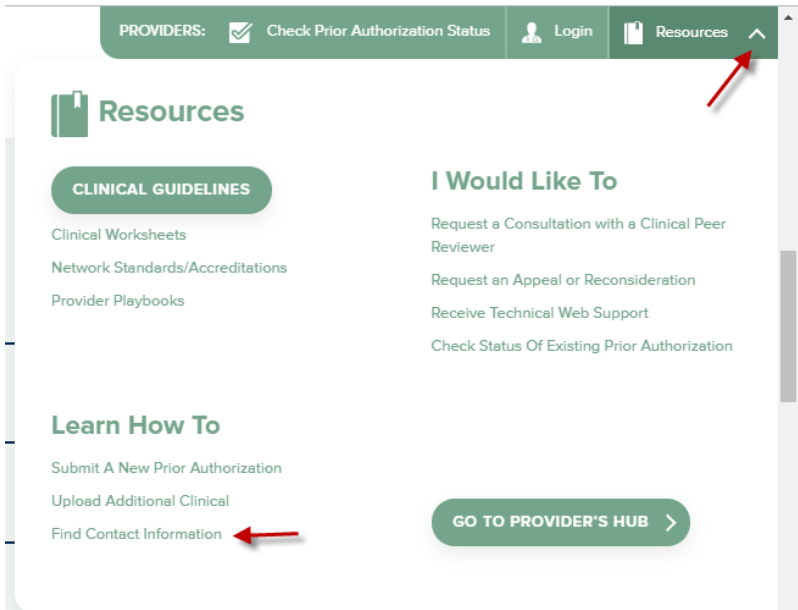 PROVIDERS: Check Prior Authorization Status Login Resources
Resources
CLINICAL GUIDELINES
Clinical Worksheets
Network Standards/Accreditations
Provider Playbooks
I Would Like To
Request a Consultation with a Clinical Peer
Reviewer
Request an Appeal or Reconsideration
Receive Technical Web Support
Check Status Of Existing Prior Authorization
Learn How To
Submit A New Prior Authorization
Upload Additional Clinical
Find Contact Information
GO TO PROVIDER'S HUB